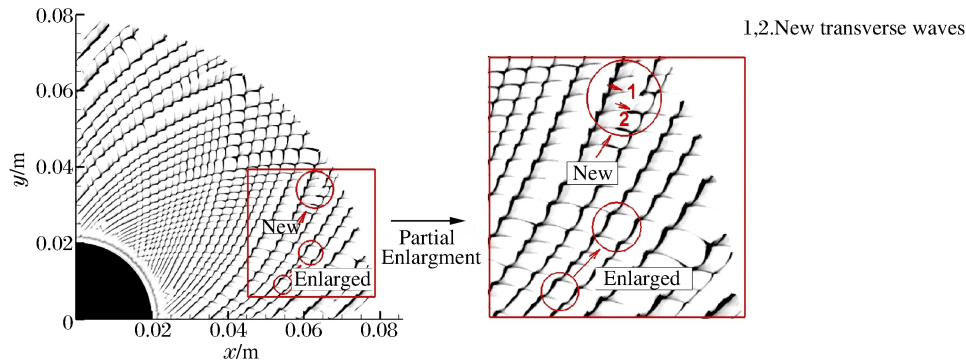 1,2.New transverse waves
0.08
0.06
0.04
0.02
0
y/m
0.02
0.04
0.06
0.08
x/m
New
Enlarged
Partial
Enlargment
1
2
New
Enlarged